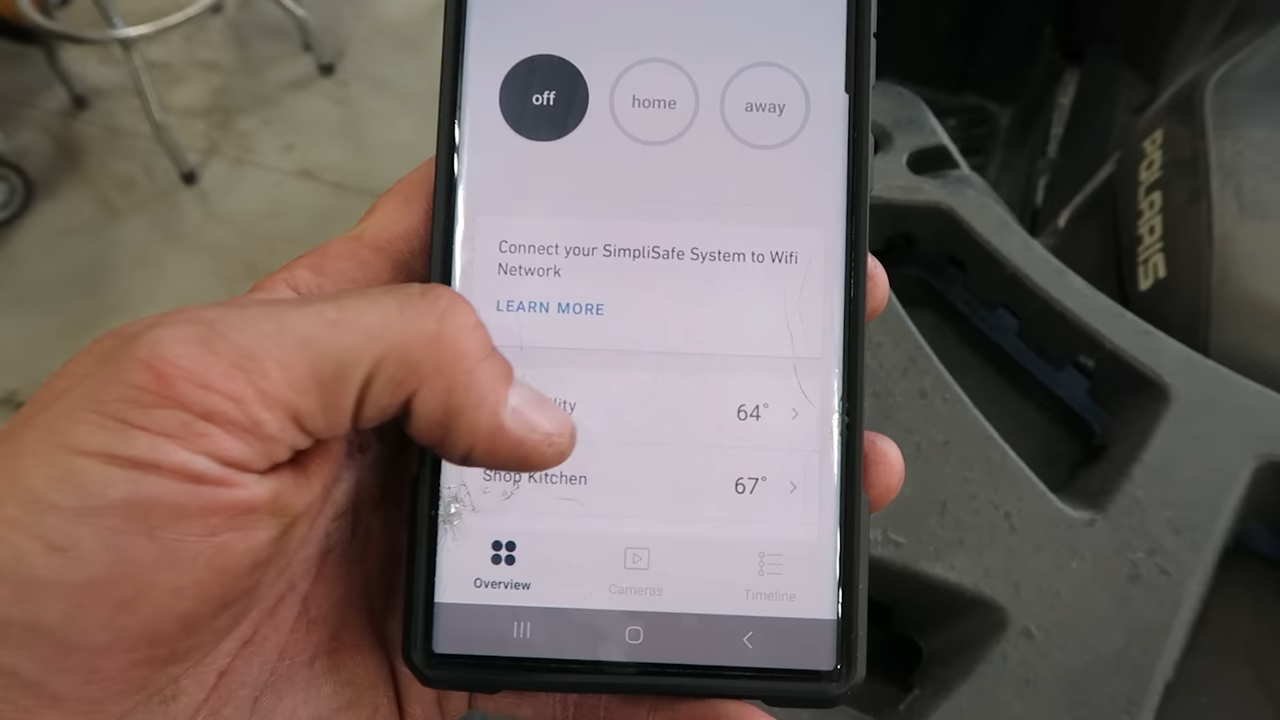 off
home
away
Connect your SimpliSafe System to Wifi
Network
LEARN MORE
64°
Shop Kitchen
67°
Overview
Cameras
Timeline
POLARIS